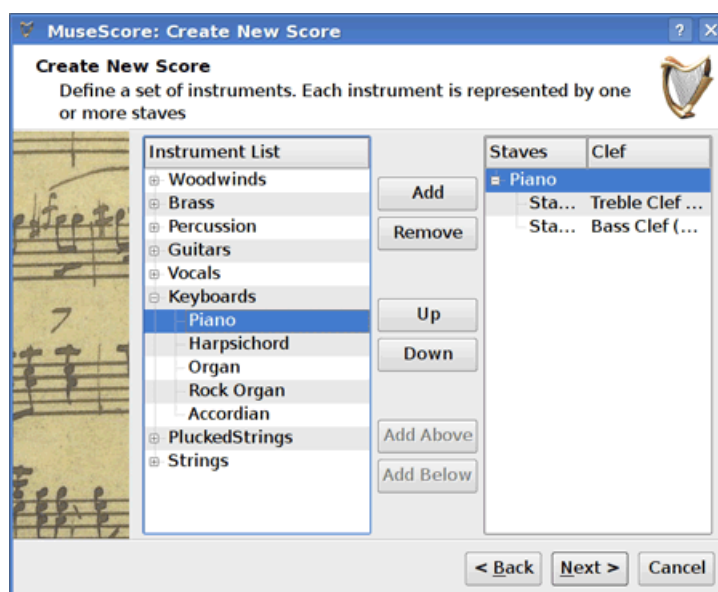 MuseScore: Create New Score
Create New Score
Define a set of instruments. Each instrument is represented by one
or more staves
Instrument List
Woodwinds
Brass
Percussion
Guitars
Vocals
Keyboards
Piano
Harpsichord
Organ
Rock Organ
Accordian
PluckedStrings
Strings
Add
Remove
Up
Down
Add Above
Add Below
Staves Clef
Piano
Sta... Treble Clef ...
Sta... Bass Clef (...
7
< Back Next > Cancel